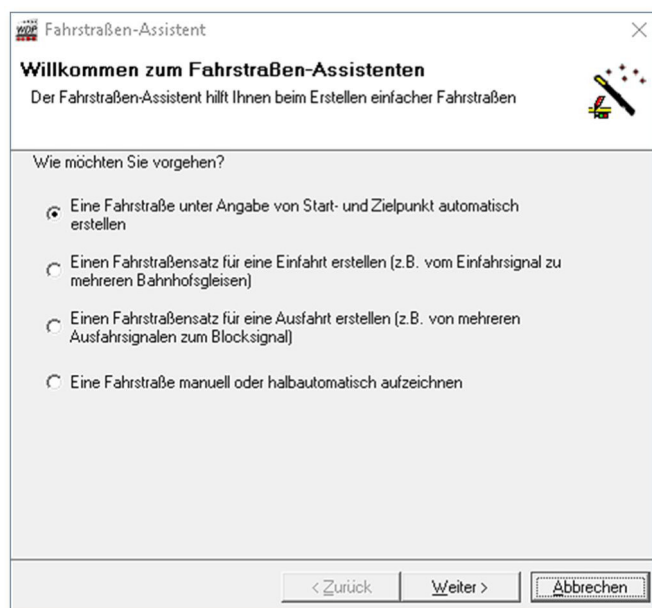 WDP Fahrstraßen-Assistent
Willkommen zum Fahrstraßen-Assistenten
Der Fahrstraßen-Assistent hilft Ihnen beim Erstellen einfacher Fahrstraßen
Wie möchten Sie vorgehen?
Eine Fahrstraße unter Angabe von Start- und Zielpunkt automatisch
erstellen
Einen Fahrstraßensatz für eine Einfahrt erstellen (z.B. vom Einfahrsignal zu
mehreren Bahnhofsgleisen)
Einen Fahrstraßensatz für eine Ausfahrt erstellen (z.B. von mehreren
Ausfahrsignalen zum Blocksignal)
Eine Fahrstraße manuell oder halbautomatisch aufzeichnen
< Zurück Weiter > Abbrechen